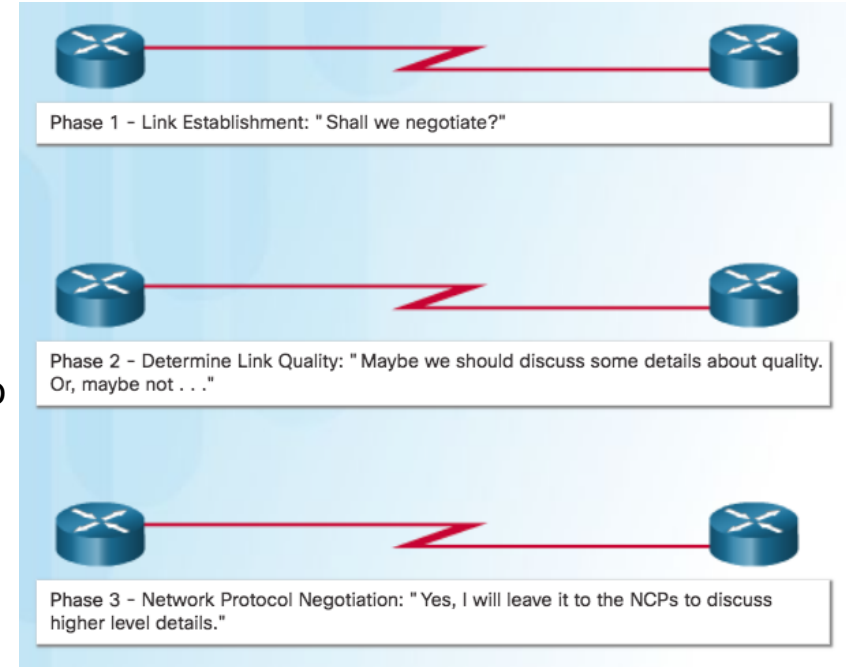 Phase 1 - Link Establishment: "Shall we negotiate?"
Phase 2 - Determine Link Quality: "Maybe we should discuss some details about quality.
Or, maybe not . . ."
Phase 3 - Network Protocol Negotiation: "Yes, I will leave it to the NCPs to discuss
higher level details."